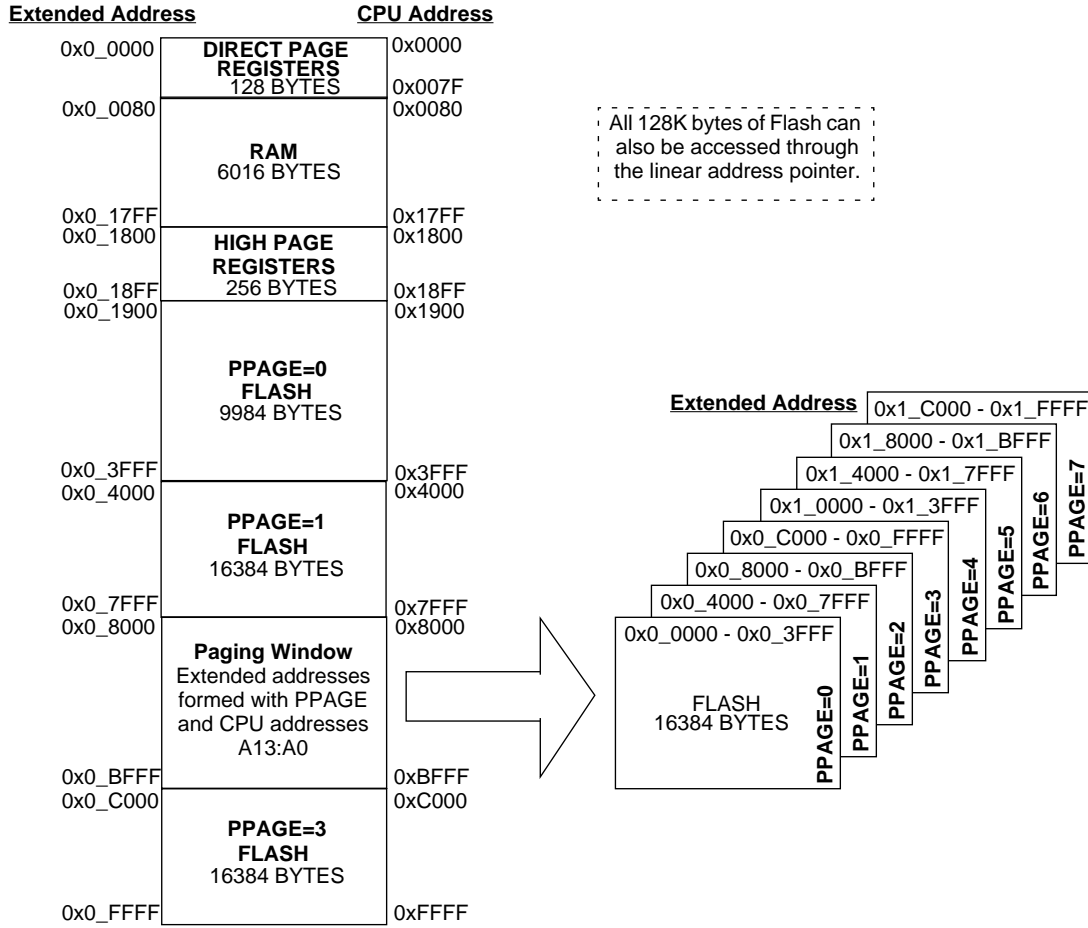 Extended Address
CPU Address
0x0_0000
DIRECT PAGE
REGISTERS
128 BYTES
0x0000
0x007F
0x0_0080
0x0080
RAM
6016 BYTES
0x0_17FF
0x17FF
0x0_1800
0x1800
HIGH PAGE
REGISTERS
256 BYTES
0x0_18FF
0x18FF
0x0_1900
0x1900
PPAGE=0
FLASH
9984 BYTES
0x0_3FFF
0x3FFF
0x0_4000
0x4000
PPAGE=1
FLASH
16384 BYTES
0x0_7FFF
0x7FFF
0x0_8000
0x8000
Paging Window
Extended addresses
formed with PPAGE
and CPU addresses
A13:A0
0x0_BFFF
0xBFFF
0x0_C000
0xC000
PPAGE=3
FLASH
16384 BYTES
0x0_FFFF
0xFFFF
All 128K bytes of Flash can
also be accessed through
the linear address pointer.
Extended Address
0x1_C000 - 0x1_FFFF
PPAGE=7
0x1_8000 - 0x1_BFFF
PPAGE=6
0x1_4000 - 0x1_7FFF
PPAGE=5
0x1_0000 - 0x1_3FFF
PPAGE=4
0x0_C000 - 0x0_FFFF
PPAGE=3
0x0_8000 - 0x0_BFFF
PPAGE=2
0x0_4000 - 0x0_7FFF
PPAGE=1
0x0_0000 - 0x0_3FFF
FLASH
16384 BYTES
PPAGE=0